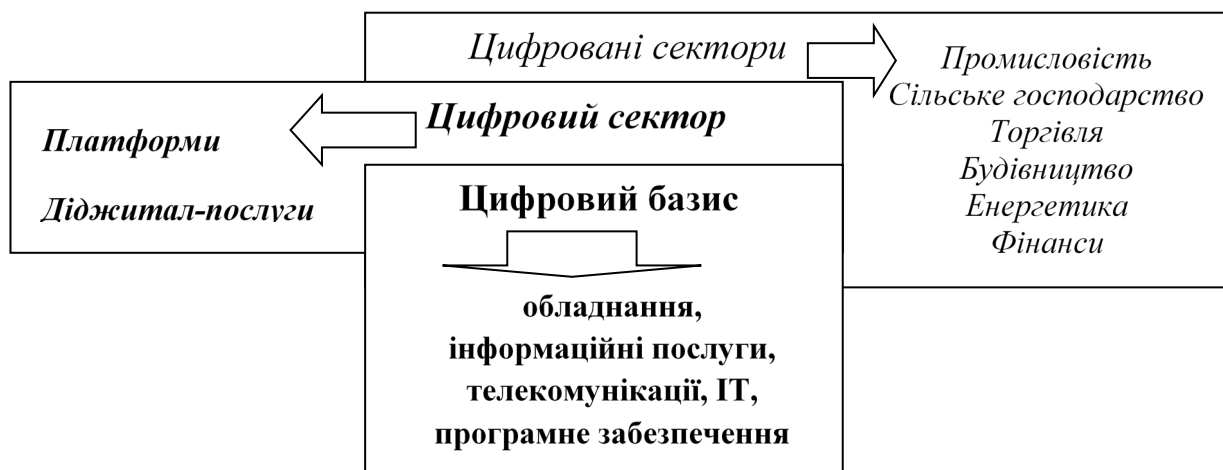 Цифровані сектори
Промисловість
Сільське господарство
Торгівля
Будівництво
Енергетика
Фінанси
Цифровий сектор
Платформи
Діджитал-послуги
Цифровий базис
обладнання,
інформаційні послуги,
телекомунікації, ІТ,
програмне забезпечення